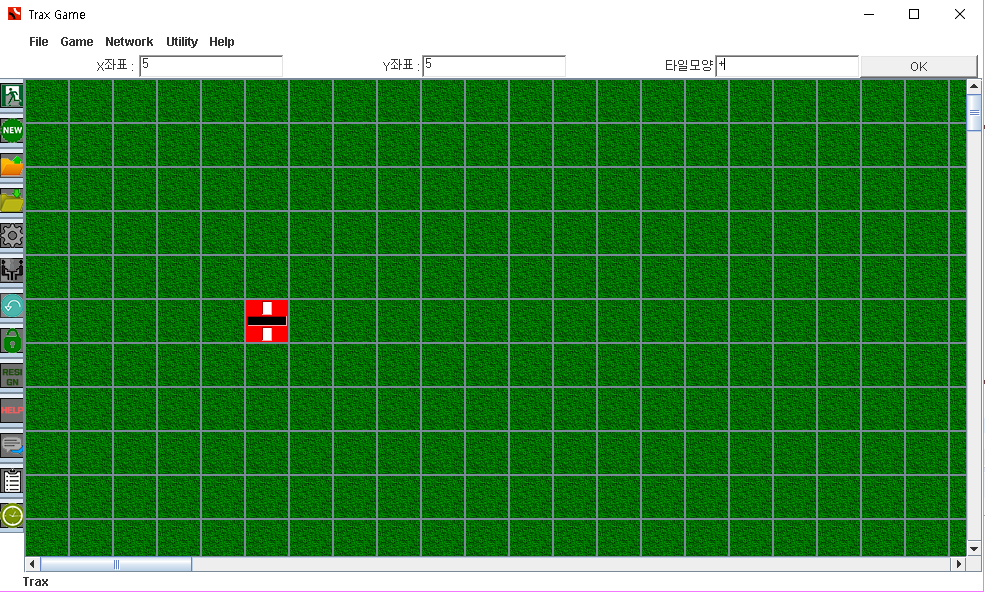 Trax Game
File Game Network Utility Help
X좌표 : 5 Y좌표 : 5 타일모양 + OK
NEW
RESI
GN
HELP
Trax